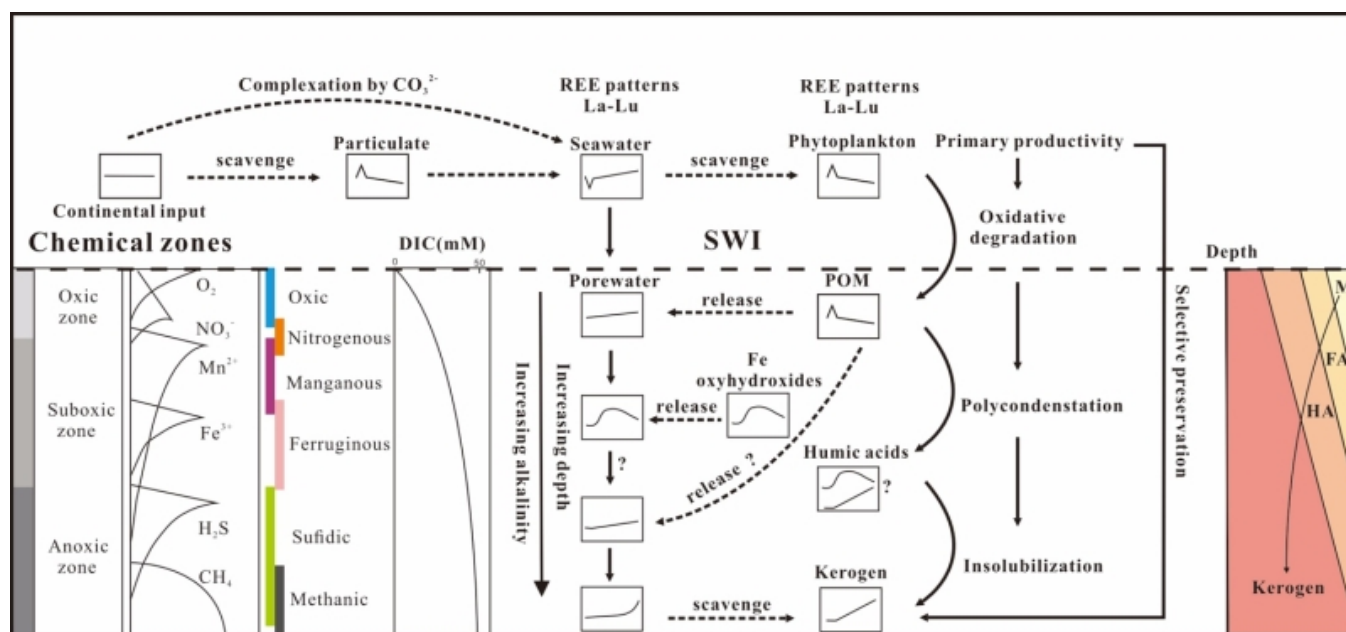 Complexation by CO₃²⁻
REE patterns
La-Lu
REE patterns
La-Lu
scavenge
Particulate
Seawater
scavenge
Phytoplankton
Primary productivity
Continental input
Oxidative
degradation
Chemical zones
DIC(mM)
SWI
Depth
0
50
Oxic
zone
O₂
NO₃⁻
Mn²⁺
Suboxic
zone
Fe³⁺
Anoxic
zone
H₂S
CH₄
Oxic
Nitrogenous
Manganous
Ferruginous
Sufidic
Methanic
Increasing alkalinity
Increasing depth
Porewater
release
POM
Fe
oxyhydroxides
release
?
release ?
Humic acids
?
Polycondenstation
Insolubilization
scavenge
Kerogen
Selective preservation
M
FA
HA
Kerogen